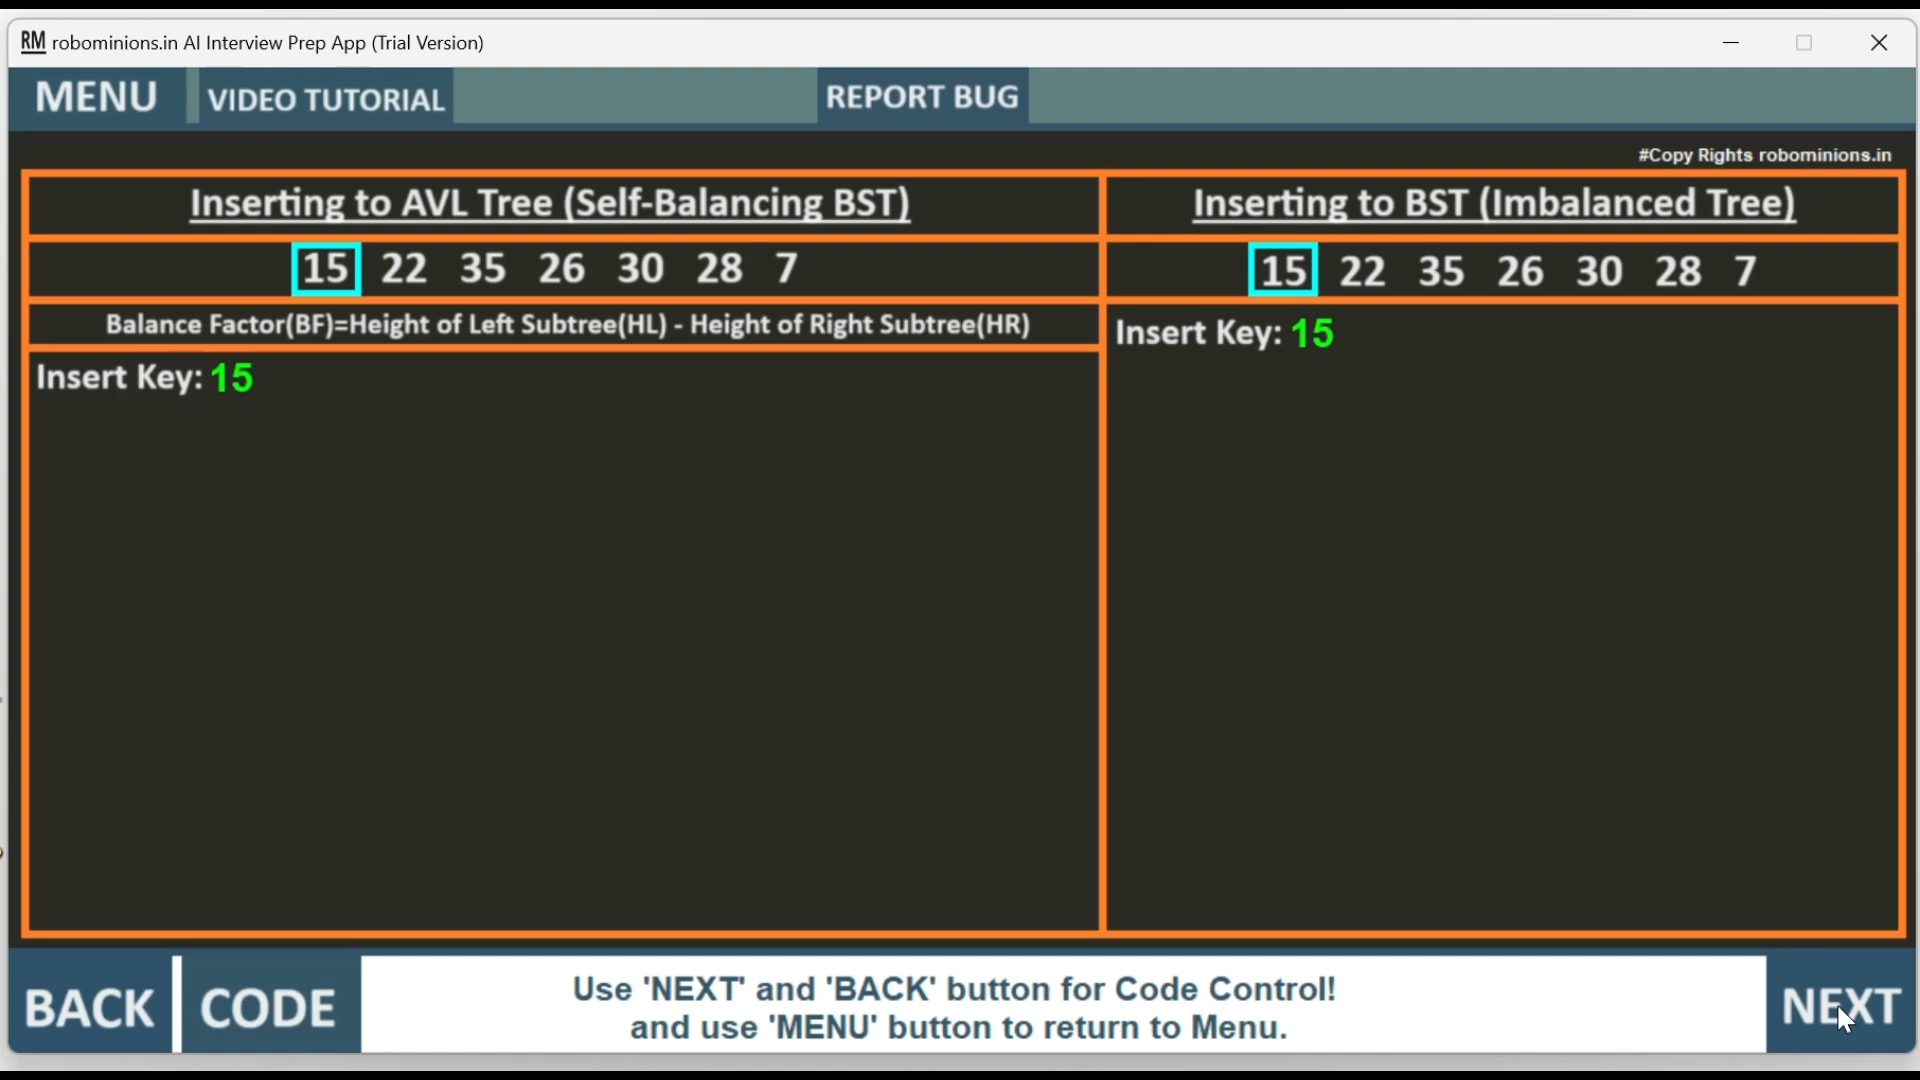 RM robominions.in AI Interview Prep App (Trial Version)
MENU VIDEO TUTORIAL REPORT BUG
#Copy Rights robominions.in
Inserting to AVL Tree (Self-Balancing BST)
15 22 35 26 30 28 7
Balance Factor(BF)=Height of Left Subtree(HL) - Height of Right Subtree(HR)
Insert Key: 15
Inserting to BST (Imbalanced Tree)
15 22 35 26 30 28 7
Insert Key: 15
BACK CODE
Use 'NEXT' and 'BACK' button for Code Control!
and use 'MENU' button to return to Menu.
NEXT